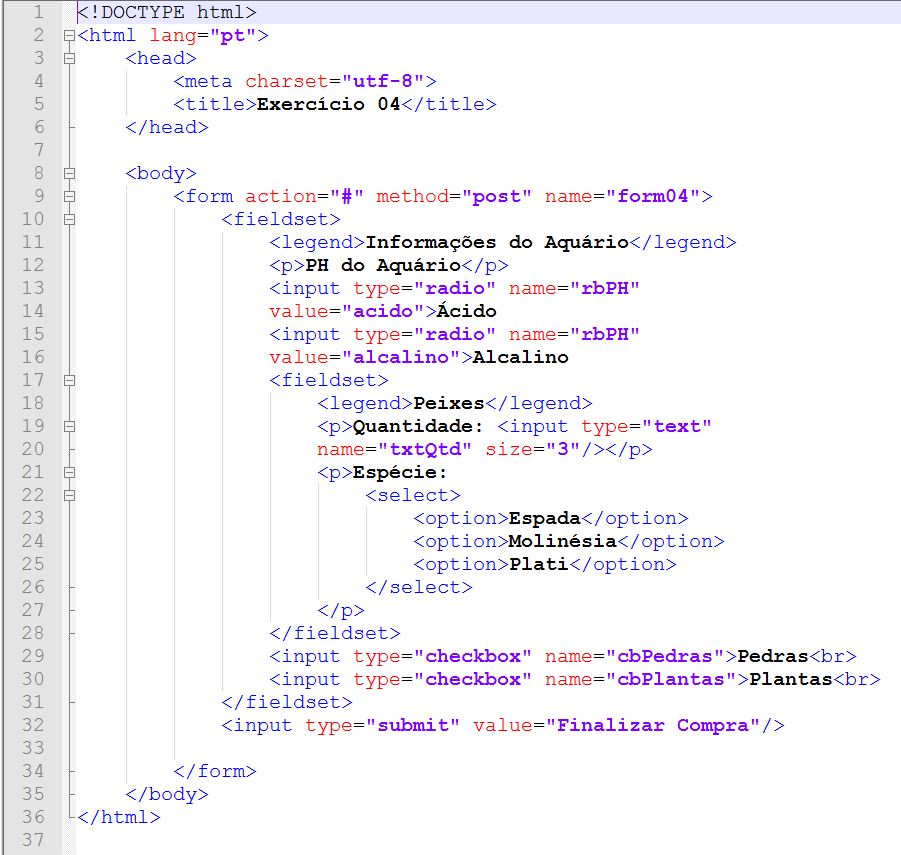 1 <!DOCTYPE html>
2 <html lang="pt">
3     <head>
4         <meta charset="utf-8">
5         <title>Exercício 04</title>
6     </head>
7
8     <body>
9         <form action="#" method="post" name="form04">
10             <fieldset>
11                 <legend>Informações do Aquário</legend>
12                 <p>PH do Aquário</p>
13                 <input type="radio" name="rbPH"
14                 value="acido">Ácido
15                 <input type="radio" name="rbPH"
16                 value="alcalino">Alcalino
17                 <fieldset>
18                     <legend>Peixes</legend>
19                     <p>Quantidade: <input type="text"
20                     name="txtQtd" size="3"/></p>
21                     <p>Espécie:
22                         <select>
23                             <option>Espada</option>
24                             <option>Molinésia</option>
25                             <option>Plati</option>
26                         </select>
27                     </p>
28                 </fieldset>
29                 <input type="checkbox" name="cbPedras">Pedras<br>
30                 <input type="checkbox" name="cbPlantas">Plantas<br>
31             </fieldset>
32             <input type="submit" value="Finalizar Compra"/>
33
34         </form>
35     </body>
36 </html>
37